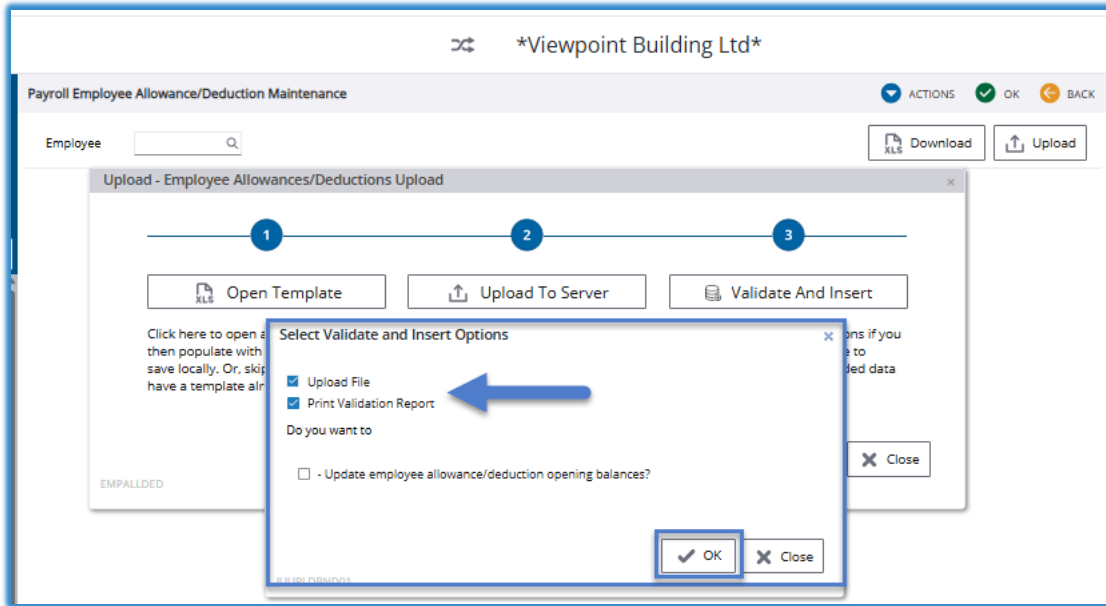 *Viewpoint Building Ltd*
Payroll Employee Allowance/Deduction Maintenance
ACTIONS OK BACK
Employee
XLS Download Upload
Upload - Employee Allowances/Deductions Upload
1 2 3
XLS Open Template Upload To Server Validate And Insert
Click here to open a
then populate with
save locally. Or, skip
have a template
ons if you
e to
ded data
Select Validate and Insert Options
Upload File
Print Validation Report
Do you want to
- Update employee allowance/deduction opening balances?
OK Close
Close
EMPALLDED